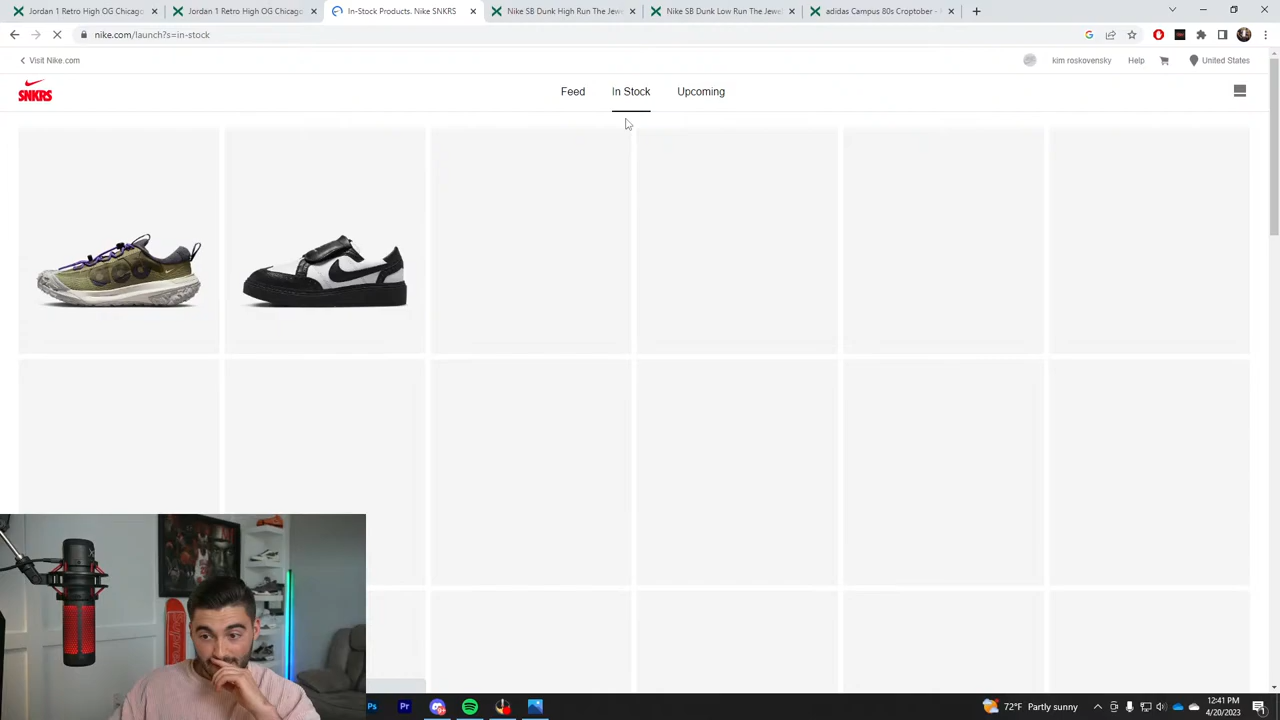 Jordan 1 Retro High OG Chicago
Jordan 1 Retro High OG Chicago
In-Stock Products. Nike SNKRS
Nike SB Dunk High Run The Jewe
Nike SB Dunk Low Run The Jewel
adidas Campus 80s Croptober -
nike.com/launch?s=in-stock
Visit Nike.com
kim roskovensky
Help
United States
SNKRS
Feed
In Stock
Upcoming
Ps
Pr
72°F Partly sunny
12:41 PM
4/20/2023